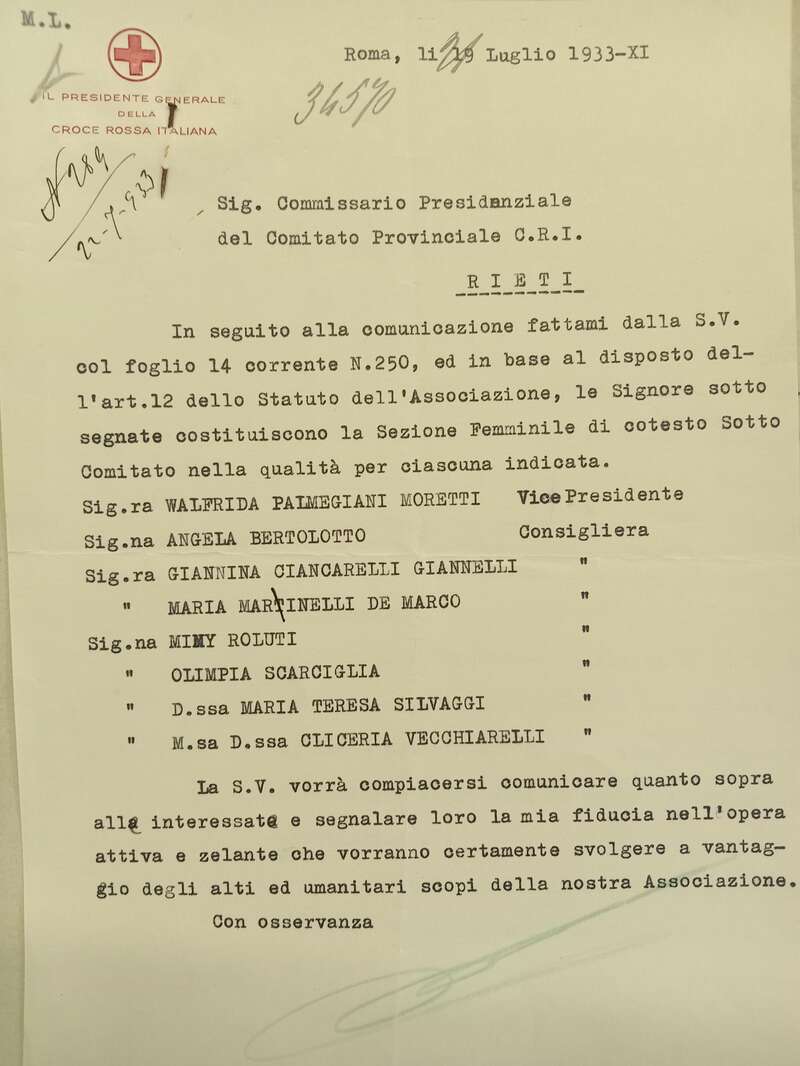 M.L.
IL PRESIDENTE GENERALE
DELLA
CROCE ROSSA ITALIANA
Roma, li 19 Luglio 1933-XI
34570
N 289
22-7-933
Sig. Commissario Presidenziale
del Comitato Provinciale C.R.I.
R I E T I
In seguito alla comunicazione fattami dalla S.V.
col foglio 14 corrente N.250, ed in base al disposto del-
l'art.12 dello Statuto dell'Associazione, le Signore sotto
segnate costituiscono la Sezione Femminile di cotesto Sotto
Comitato nella qualità per ciascuna indicata.
Sig.ra WALFRIDA PALMEGIANI MORETTI Vice Presidente
Sig.na ANGELA BERTOLOTTO Consigliera
Sig.ra GIANNINA CIANCARELLI GIANNELLI "
" MARIA MARTINELLI DE MARCO "
Sig.na MIMY ROLUTI "
" OLIMPIA SCARCIGLIA "
" D.ssa MARIA TERESA SILVAGGI "
" M.sa D.ssa CLICERIA VECCHIARELLI "
La S.V. vorrà compiacersi comunicare quanto sopra
alle interessate e segnalare loro la mia fiducia nell'opera
attiva e zelante che vorranno certamente svolgere a vantag-
gio degli alti ed umanitari scopi della nostra Associazione.
Con osservanza